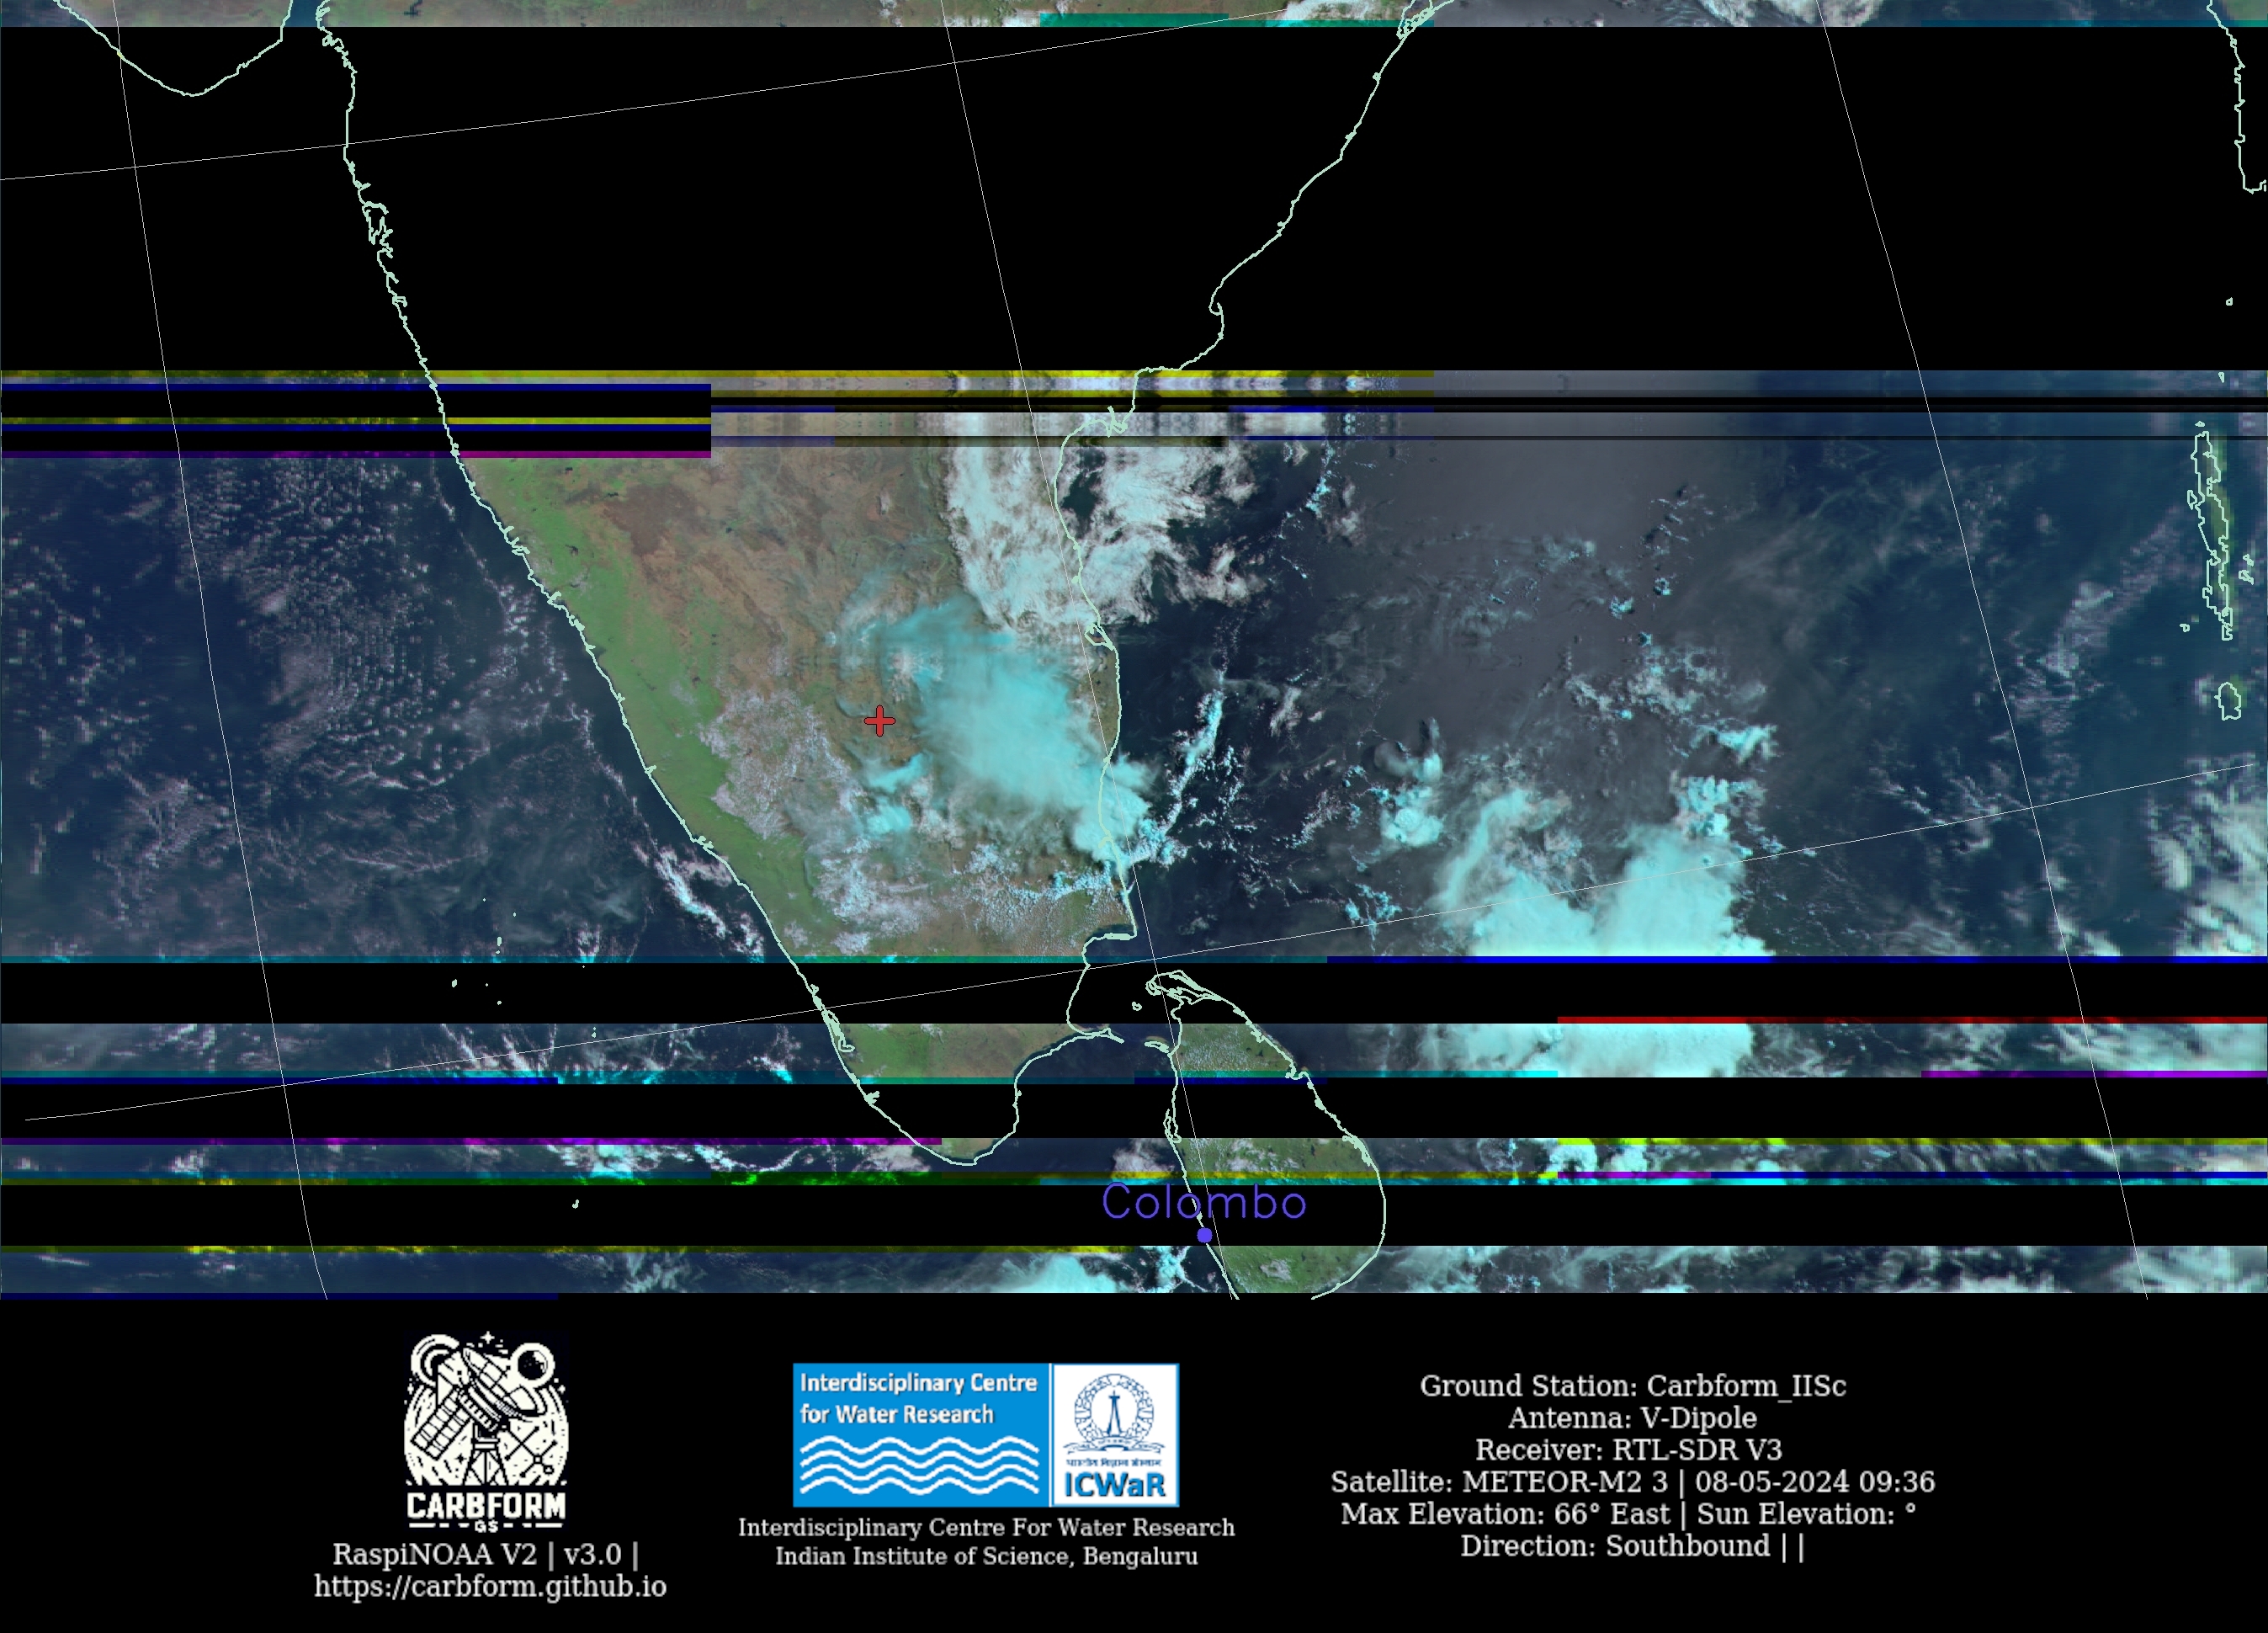 Colombo
CARBFORM
GS
RaspiNOAA V2 | v3.0 |
https://carbform.github.io
Interdisciplinary Centre
for Water Research
भारतीय विज्ञान संस्थान
ICWaR
Interdisciplinary Centre For Water Research
Indian Institute of Science, Bengaluru
Ground Station: Carbform_IISc
Antenna: V-Dipole
Receiver: RTL-SDR V3
Satellite: METEOR-M2 3 | 08-05-2024 09:36
Max Elevation: 66° East | Sun Elevation: °
Direction: Southbound | |